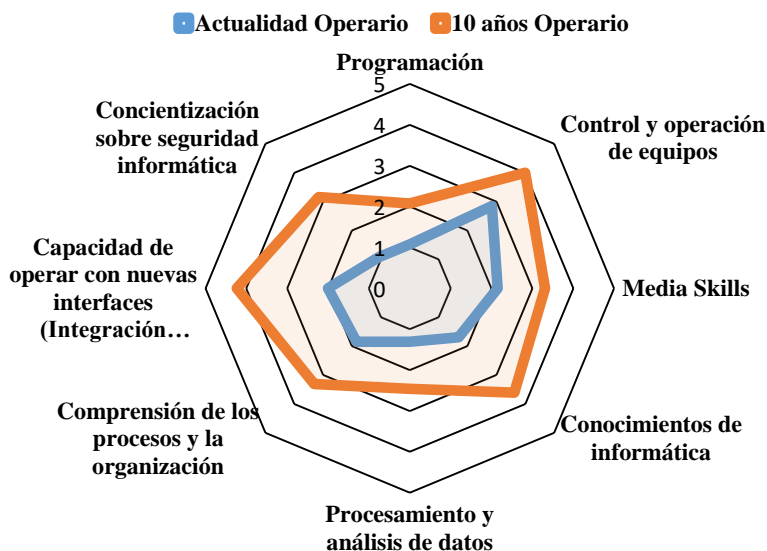 Actualidad Operario 10 años Operario
Programación
5
4
3
2
1
0
Control y operación
de equipos
Media Skills
Conocimientos de
informática
Procesamiento y
análisis de datos
Comprensión de los
procesos y la
organización
Capacidad de
operar con nuevas
interfaces
(Integración…
Concientización
sobre seguridad
informática